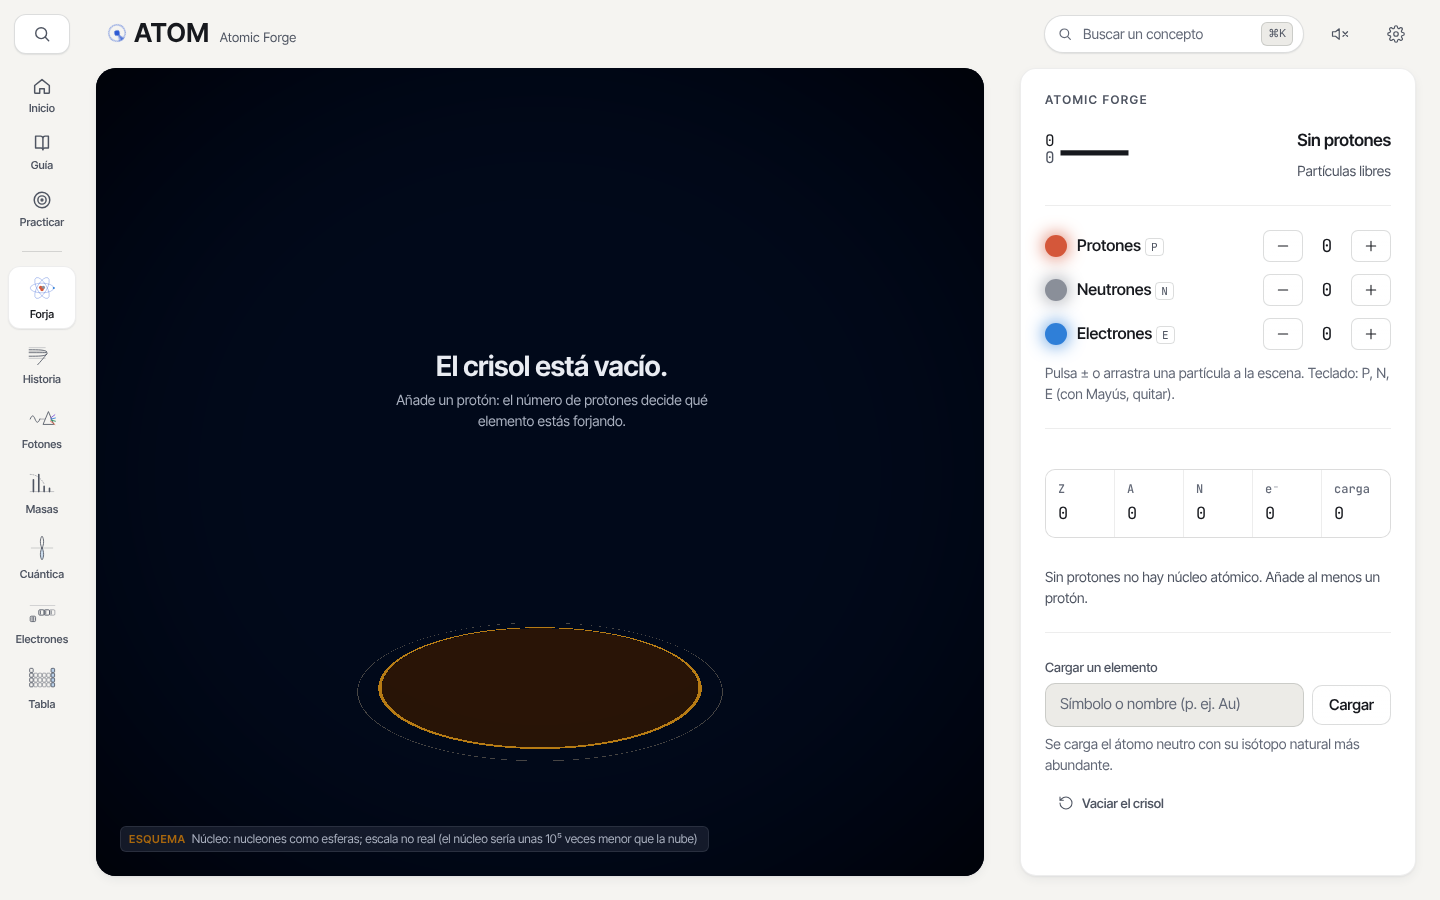 ATOM Atomic Forge
Buscar un concepto ⌘K
Inicio
Guía
Practicar
Forja
Historia
Fotones
Masas
Cuántica
Electrones
Tabla
El crisol está vacío.
Añade un protón: el número de protones decide qué
elemento estás forjando.
ESQUEMA Núcleo: nucleones como esferas; escala no real (el núcleo sería unas 10⁵ veces menor que la nube)
ATOMIC FORGE
0
0
Sin protones
Partículas libres
Protones P − 0 +
Neutrones N − 0 +
Electrones E − 0 +
Pulsa ± o arrastra una partícula a la escena. Teclado: P, N,
E (con Mayús, quitar).
Z A N e⁻ carga
0 0 0 0 0
Sin protones no hay núcleo atómico. Añade al menos un
protón.
Cargar un elemento
Símbolo o nombre (p. ej. Au) Cargar
Se carga el átomo neutro con su isótopo natural más
abundante.
Vaciar el crisol